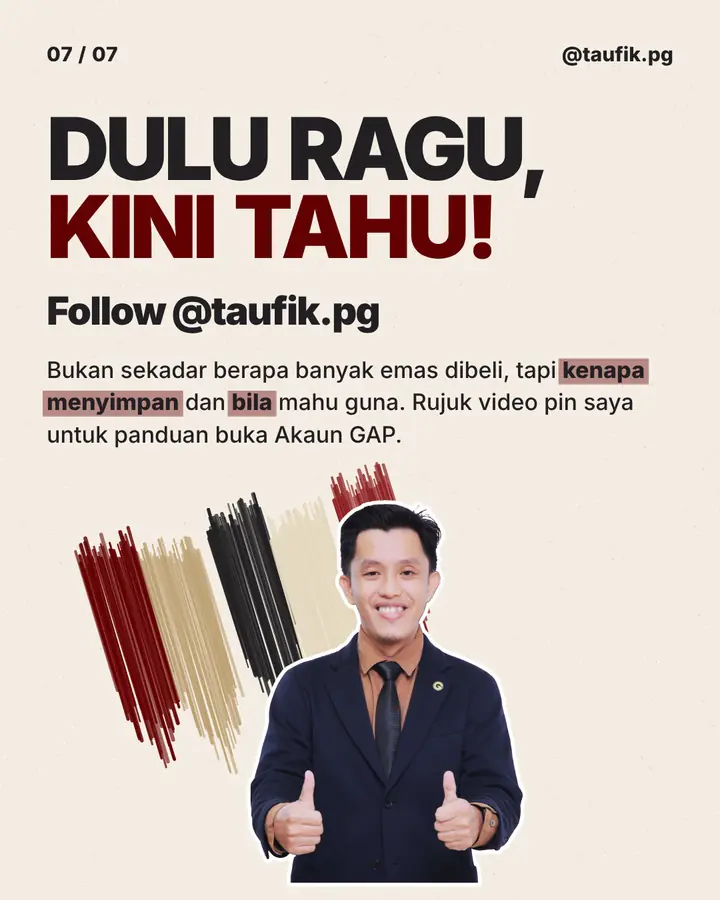 07 / 07
@taufik.pg
DULU RAGU,
KINI TAHU!
Follow @taufik.pg
Bukan sekadar berapa banyak emas dibeli, tapi kenapa
menyimpan dan bila mahu guna. Rujuk video pin saya
untuk panduan buka Akaun GAP.